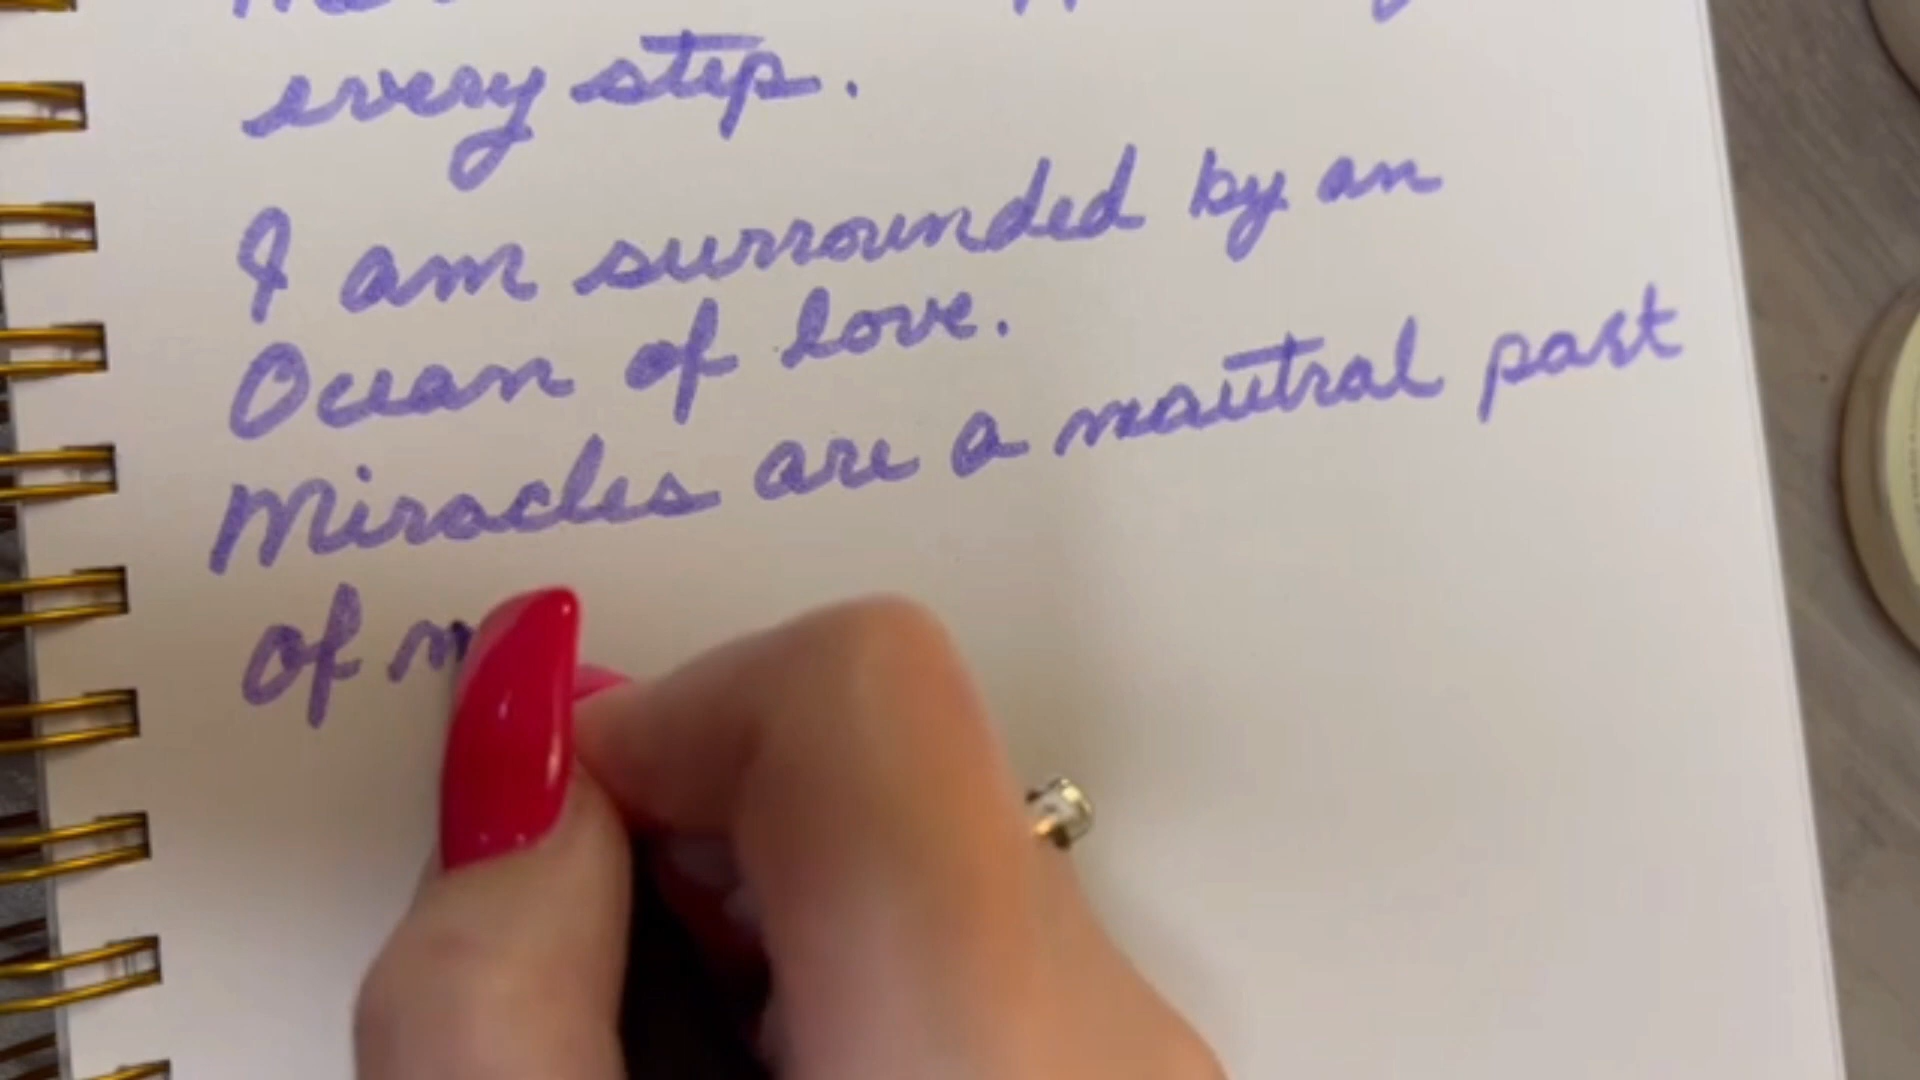 every step.
I am surrounded by an
Ocean of love.
Miracles are a nautral part
of m